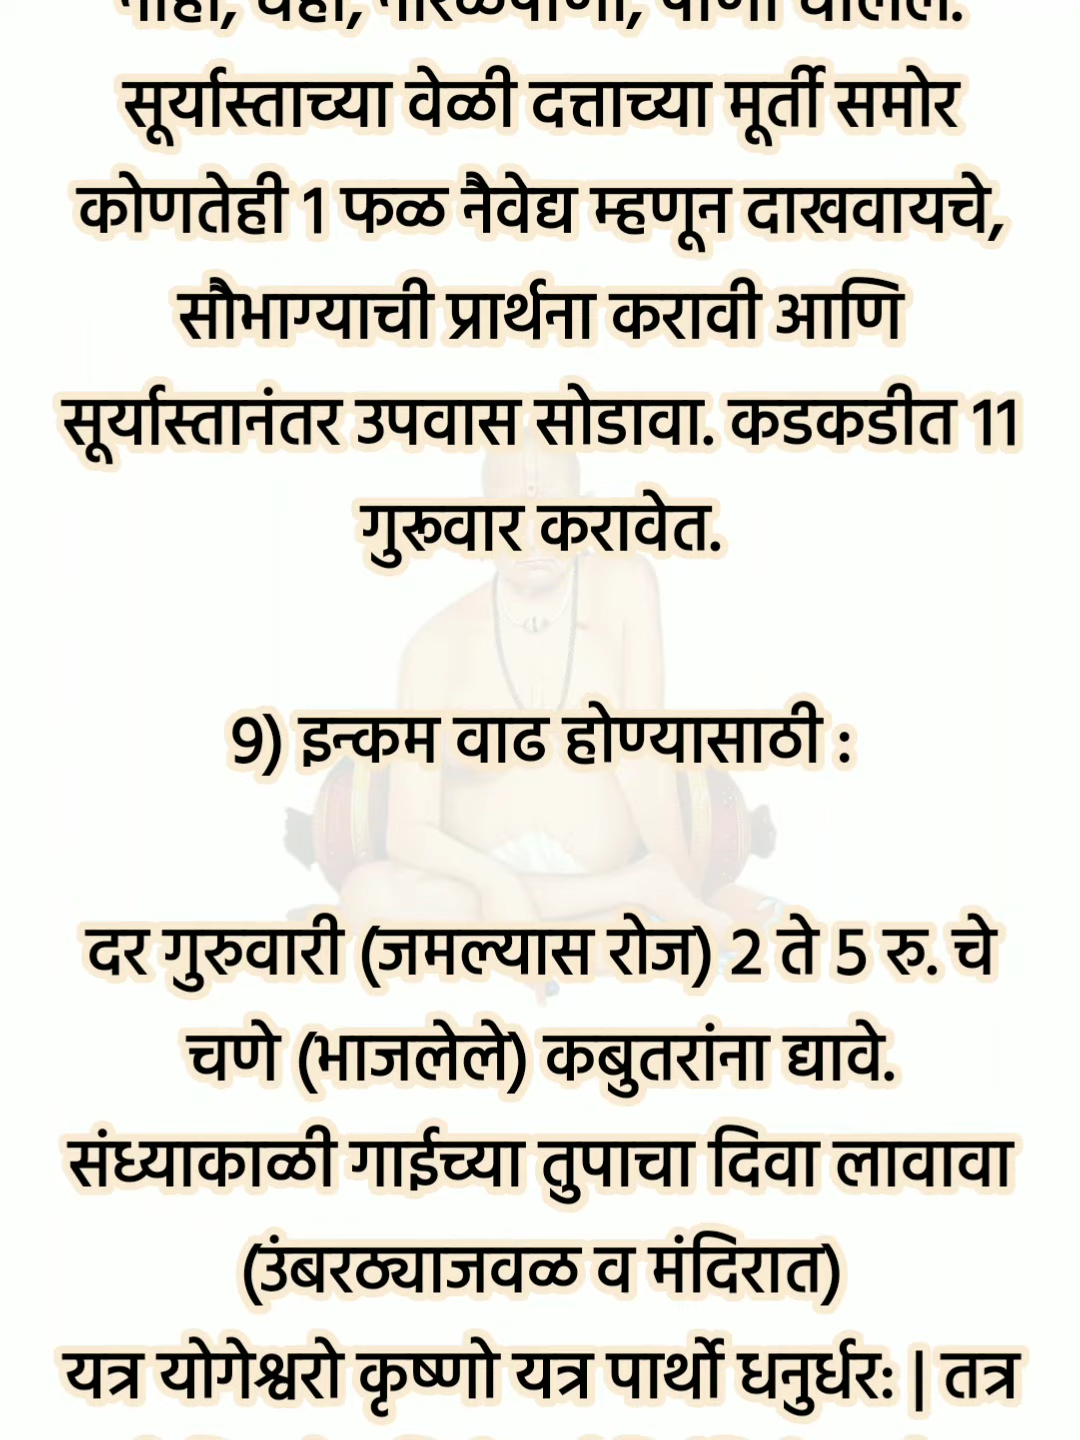 सूर्यास्ताच्या वेळी दत्ताच्या मूर्ती समोर
कोणतेही 1 फळ नैवेद्य म्हणून दाखवायचे,
सौभाग्याची प्रार्थना करावी आणि
सूर्यास्तानंतर उपवास सोडावा. कडकडीत 11
गुरूवार करावेत.
9) इन्कम वाढ होण्यासाठी :
दर गुरुवारी (जमल्यास रोज) 2 ते 5 रु. चे
चणे (भाजलेले) कबुतरांना द्यावे.
संध्याकाळी गाईच्या तुपाचा दिवा लावावा
(उंबरठ्याजवळ व मंदिरात)
यत्र योगेश्वरो कृष्णो यत्र पार्थो धनुर्धर: | तत्र